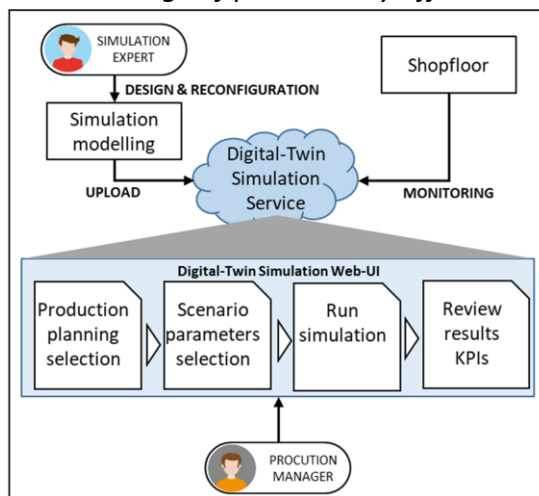 SIMULATION
EXPERT
Shopfloor
DESIGN & RECONFIGURATION
Simulation
modelling
Digital-Twin
Simulation
Service
UPLOAD
MONITORING
Digital-Twin Simulation Web-UI
Production
planning
selection
Scenario
parameters
selection
Run
simulation
Review
results
KPIs
PROCUTION
MANAGER